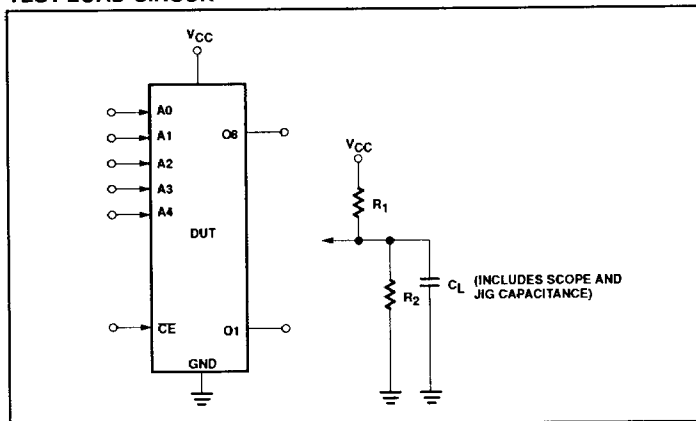 TEST LOAD CIRCUIT
VCC
A0
A1
A2
A3
A4
O8
DUT
CE
O1
GND
VCC
R1
R2
CL (INCLUDES SCOPE AND
JIG CAPACITANCE)